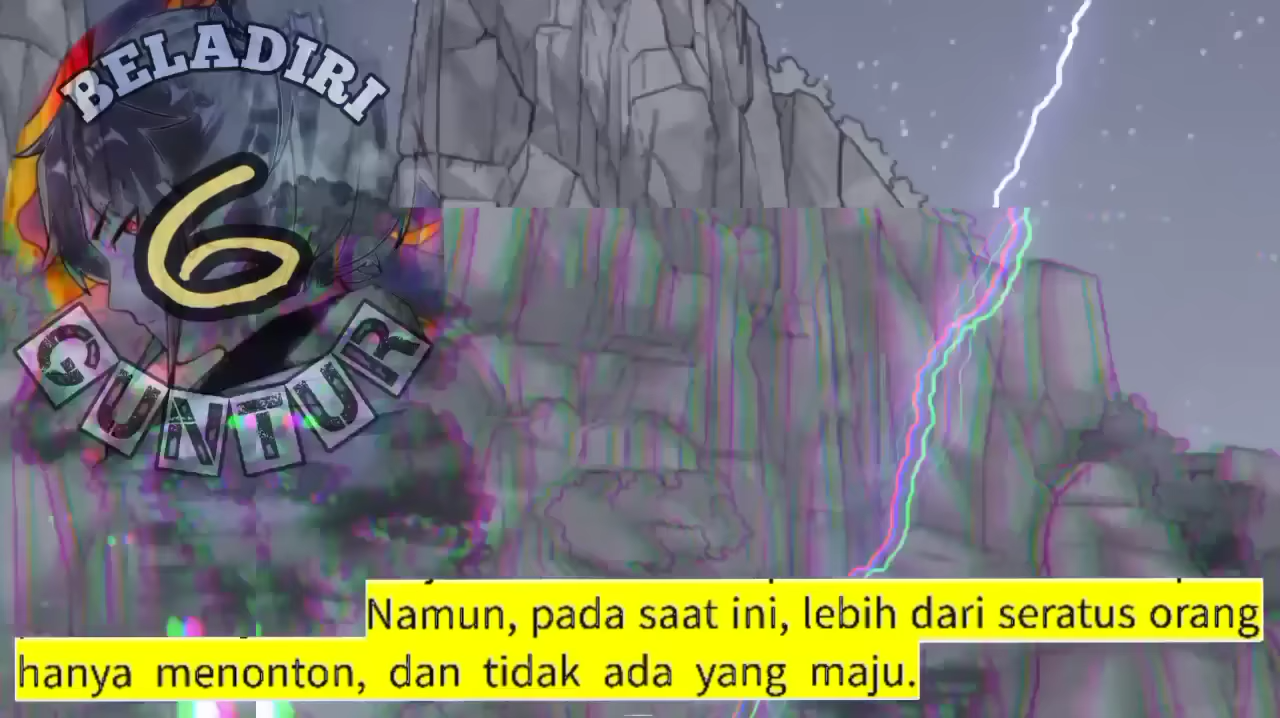 BELADIRI
6
GUNTUR
Namun, pada saat ini, lebih dari seratus orang
hanya menonton, dan tidak ada yang maju.